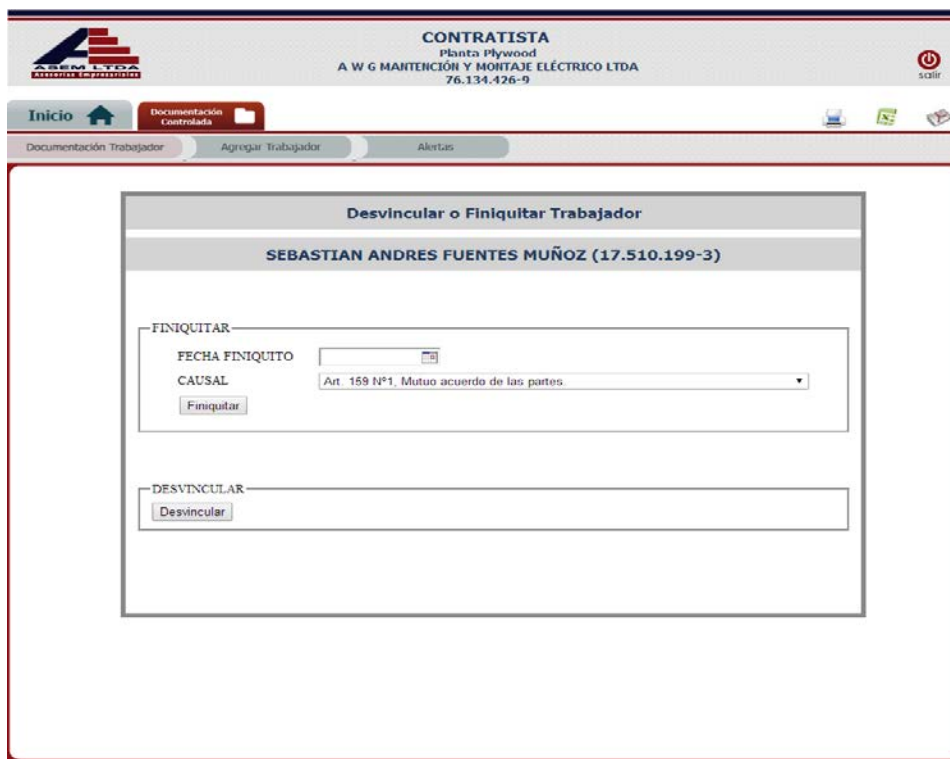 ASEM LTDA
Asesorías Empresariales
CONTRATISTA
Planta Plywood
A W G MANTENCIÓN Y MONTAJE ELÉCTRICO LTDA
76.134.426-9
salir
Inicio
Documentación
Controlada
Documentación Trabajador
Agregar Trabajador
Alertas
Desvincular o Finiquitar Trabajador
SEBASTIAN ANDRES FUENTES MUÑOZ (17.510.199-3)
FINIQUITAR
FECHA FINIQUITO
CAUSAL
Art. 159 Nº1, Mutuo acuerdo de las partes
Finiquitar
DESVINCULAR
Desvincular